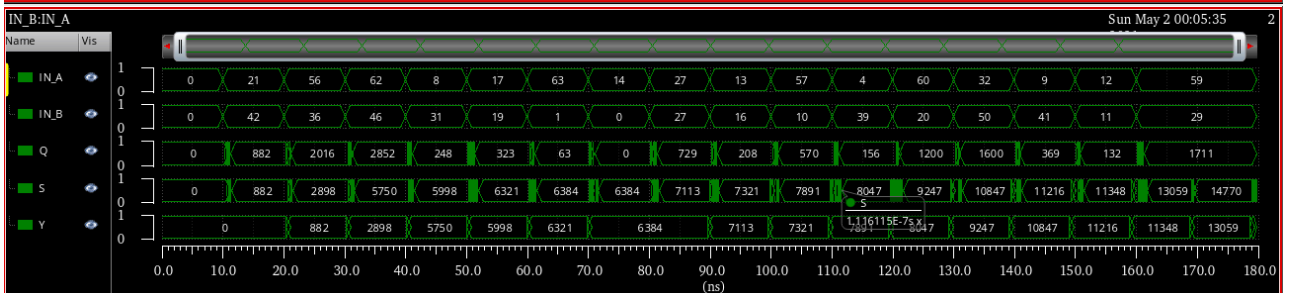 IN_B:IN_A Sun May 2 00:05:35 2
Name Vis
IN_A 1 0 0 21 56 62 8 17 63 14 27 13 57 4 60 32 9 12 59
IN_B 1 0 0 42 36 46 31 19 1 0 27 16 10 39 20 50 41 11 29
Q 1 0 0 882 2016 2852 248 323 63 0 729 208 570 156 1200 1600 369 132 1711
S 1 0 0 882 2898 5750 5998 6321 6384 6384 7113 7321 7891 8047 9247 10847 11216 11348 13059 14770
S
1.116115E-7s,x
Y 1 0 0 882 2898 5750 5998 6321 6384 7113 7321 7891 8047 9247 10847 11216 11348 13059
0.0 10.0 20.0 30.0 40.0 50.0 60.0 70.0 80.0 90.0 100.0 110.0 120.0 130.0 140.0 150.0 160.0 170.0 180.0
(ns)